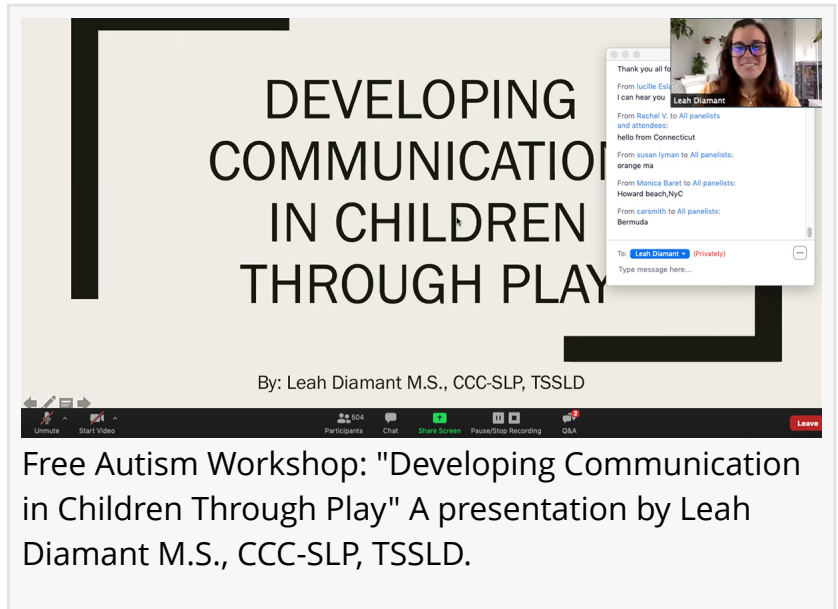 DEVELOPING
COMMUNICATIO
IN CHILDREN
THROUGH PLAY
By: Leah Diamant M.S., CCC-SLP, TSSLD
Thank you all fo
From lucille Esla
I can hear you
Leah Diamant
From Rachel V. to All panelists
and attendees:
hello from Connecticut
From susan lyman to All panelists:
orange ma
From Monica Baret to All panelists:
Howard beach,NyC
From carsmith to All panelists:
Bermuda
To: Leah Diamant (Privately)
Type message here...
504
2
Unmute Start Video Participants Chat Share Screen Pause/Stop Recording Q&A Leave
Free Autism Workshop: "Developing Communication
in Children Through Play" A presentation by Leah
Diamant M.S., CCC-SLP, TSSLD.